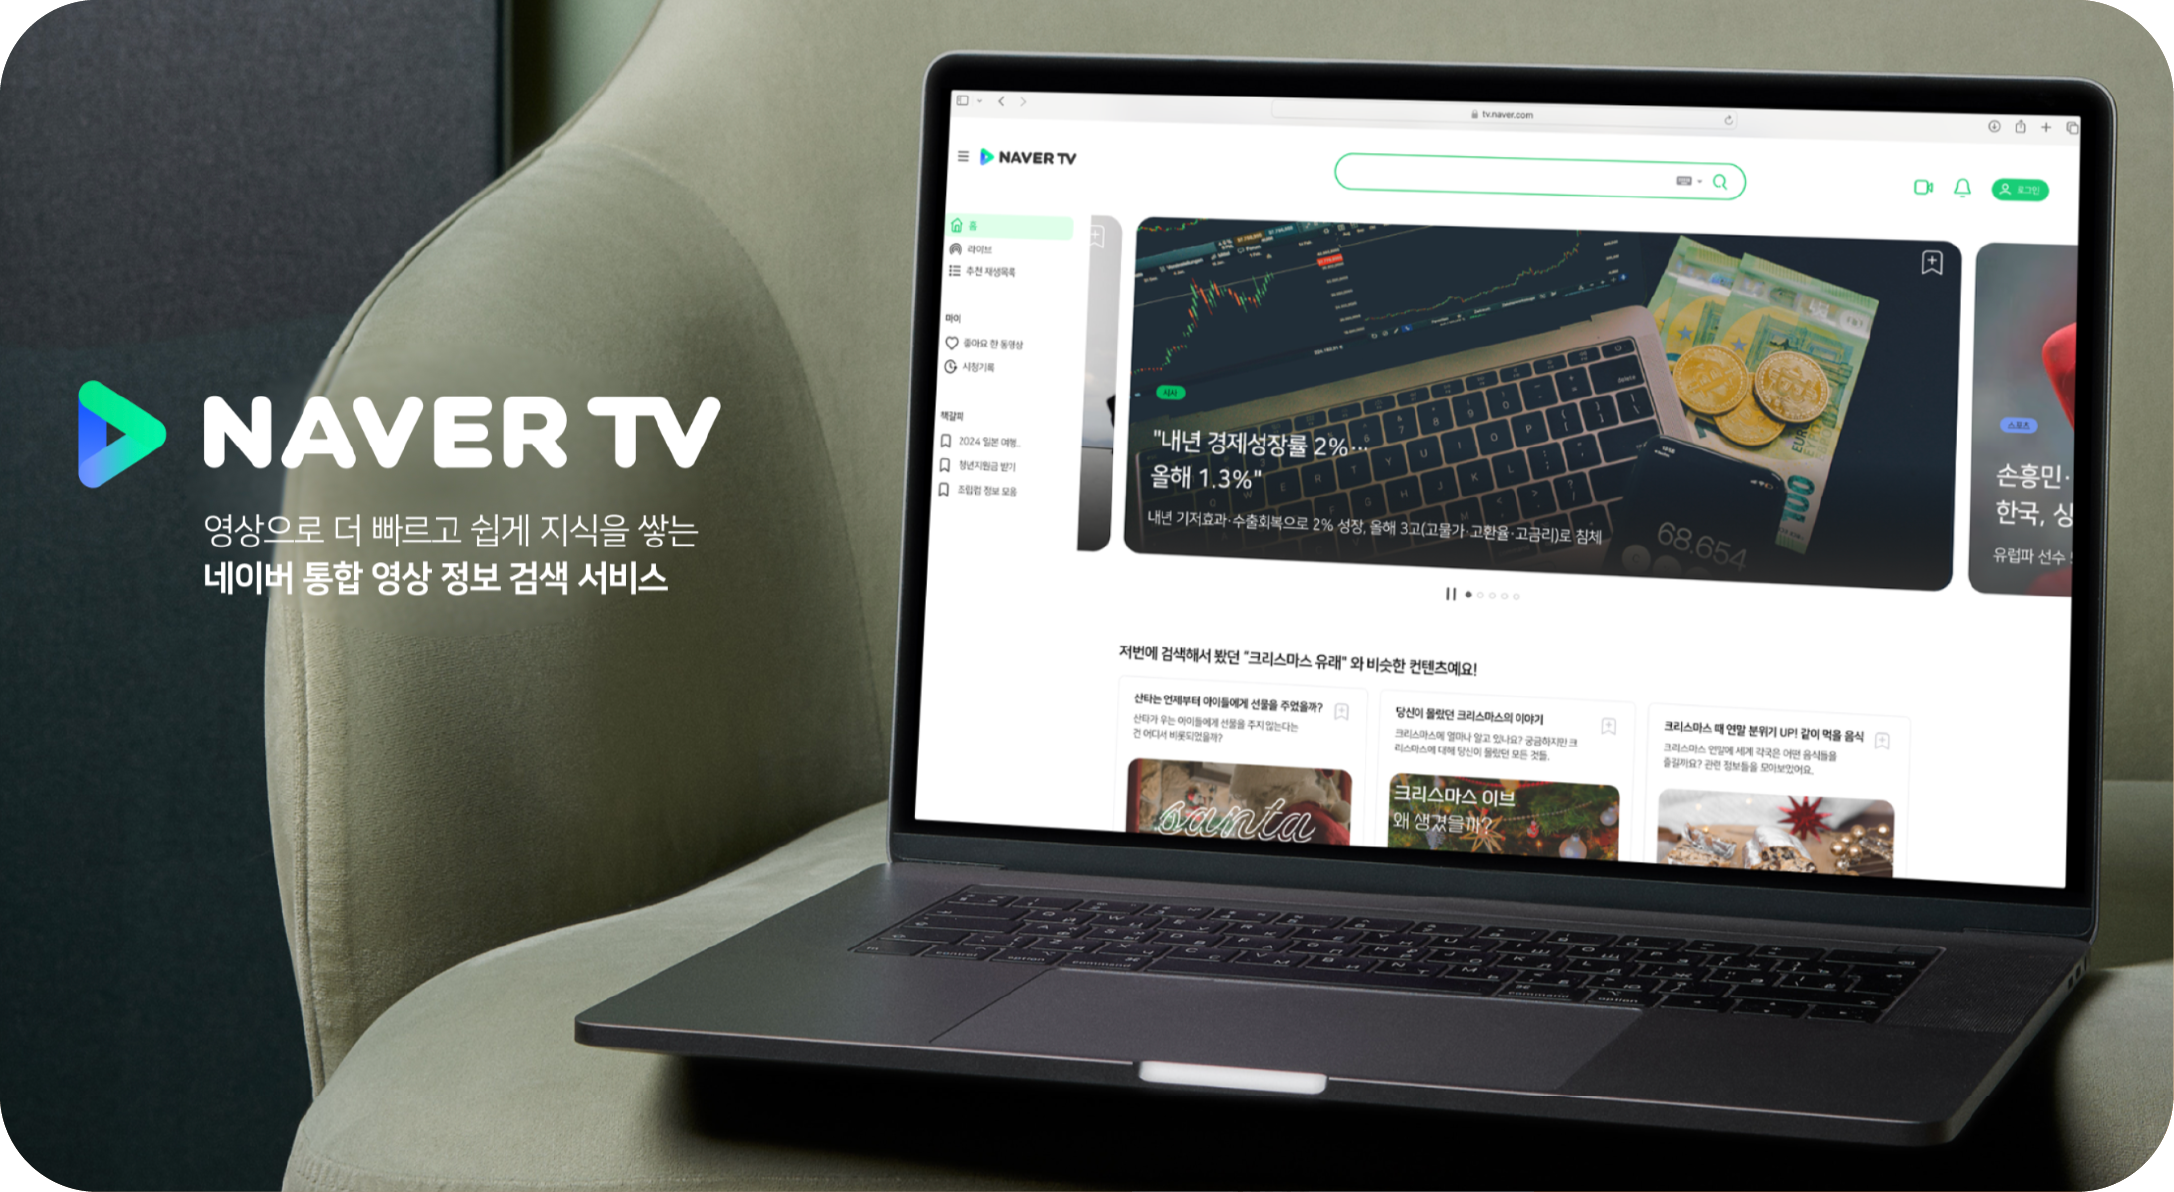 NAVER TV
영상으로 더 빠르고 쉽게 지식을 쌓는
네이버 통합 영상 정보 검색 서비스
tv.naver.com
NAVER TV
로그인
홈
라이브
추천 재생목록
마이
좋아요 한 동영상
시청기록
책갈피
2024 일본 여행..
청년지원금 받기
조립컴 정보 모음
시사
"내년 경제성장률 2%…
올해 1.3%"
내년 기저효과·수출회복으로 2% 성장, 올해 3고(고물가·고환율·고금리)로 침체
68.654
100
스포츠
손흥민·
한국, 싱
유럽파 선수
저번에 검색해서 봤던 "크리스마스 유래" 와 비슷한 컨텐츠예요!
산타는 언제부터 아이들에게 선물을 주었을까?
산타가 우는 아이들에게 선물을 주지 않는다는
건 어디서 비롯되었을까?
santa
당신이 몰랐던 크리스마스의 이야기
크리스마스에 얼마나 알고 있나요? 궁금하지만 크
리스마스에 대해 당신이 몰랐던 모든 것들.
크리스마스 이브
왜 생겼을까?
크리스마스 때 연말 분위기 UP! 같이 먹을 음식
크리스마스 연말에 세계 각국은 어떤 음식들을
즐길까요? 관련 정보들을 모아보았어요.
control
option
command
command
option